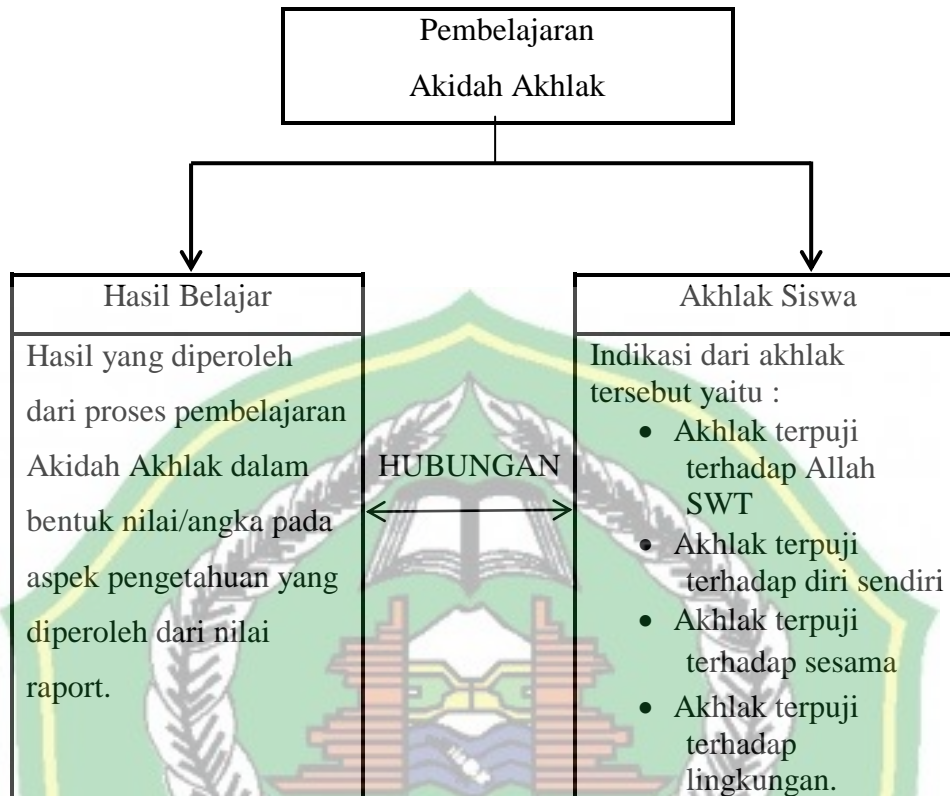 Pembelajaran
Akidah Akhlak
Hasil Belajar
Hasil yang diperoleh
dari proses pembelajaran
Akidah Akhlak dalam
bentuk nilai/angka pada
aspek pengetahuan yang
diperoleh dari nilai
raport.
HUBUNGAN
Akhlak Siswa
Indikasi dari akhlak
tersebut yaitu :
• Akhlak terpuji
terhadap Allah
SWT
• Akhlak terpuji
terhadap diri sendiri
• Akhlak terpuji
terhadap sesama
• Akhlak terpuji
terhadap
lingkungan.